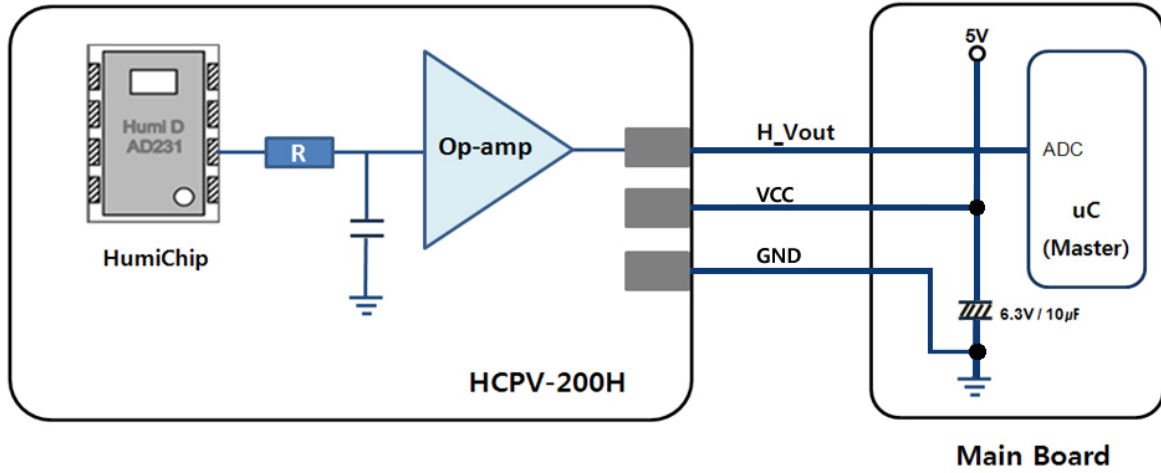 Humi D
AD231
HumiChip
R
Op-amp
HCPV-200H
H_Vout
VCC
GND
5V
ADC
uC
(Master)
6.3V / 10㎌
Main Board